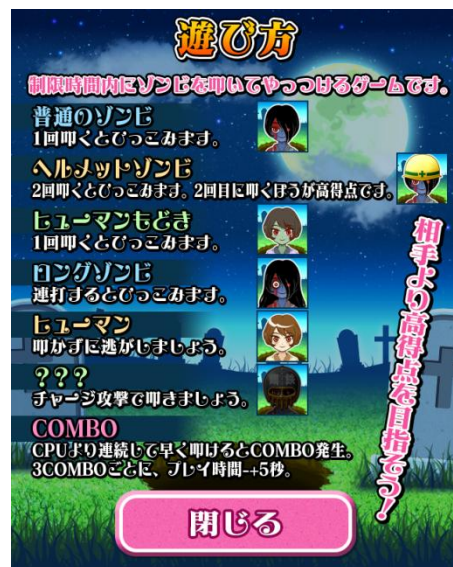 遊び方
制限時間内にゾンビを叩いてやっつけるゲームです。
普通のゾンビ
1回叩くとひっこみます。
ヘルメットゾンビ
2回叩くとひっこみます。2回目に叩くほうが高得点です。
ヒューマンもどき
1回叩くとひっこみます。
ロングゾンビ
連打するとひっこみます。
ヒューマン
叩かずに逃がしましょう。
???
チャージ攻撃で叩きましょう。
COMBO
CPUより連続して早く叩けるとCOMBO発生。
3COMBOごとに、プレイ時間-+5秒。
相手より高得点を目指そう!
閉じる